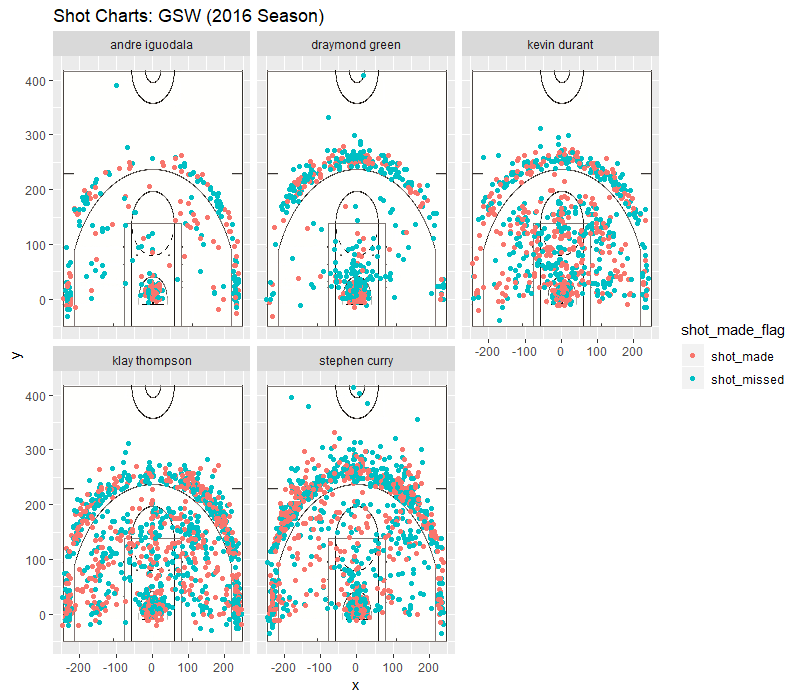 Shot Charts: GSW (2016 Season)
andre iguodala draymond green kevin durant
400
300
200
100
0
-200 -100 0 100 200
shot_made_flag
shot_made
shot_missed
y
klay thompson stephen curry
400
300
200
100
0
-200 -100 0 100 200 -200 -100 0 100 200
x